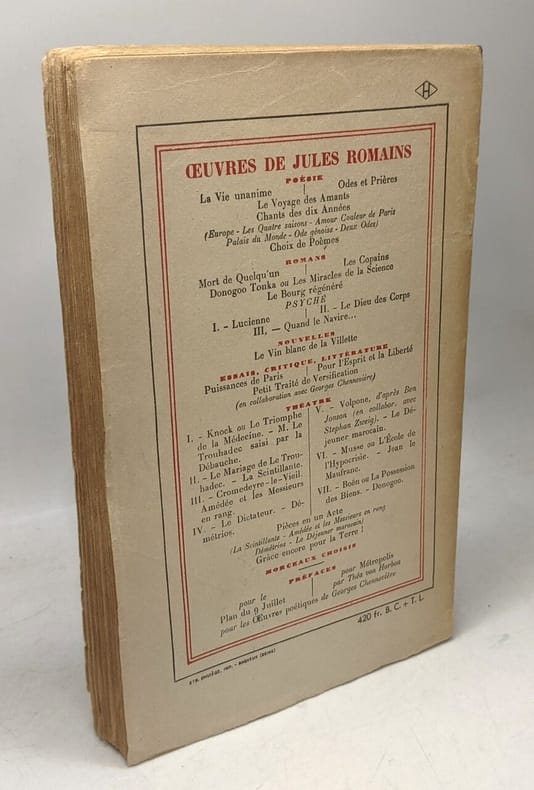 H
ŒUVRES DE JULES ROMAINS
POÉSIE
La Vie unanime | Odes et Prières
Le Voyage des Amants
Chants des dix Années
(Europe - Les Quatre saisons - Amour Couleur de Paris
Palais du Monde - Ode génoise - Deux Odes)
Choix de Poèmes
ROMANS
Mort de Quelqu'un | Les Copains
Donogoo Tonka ou Les Miracles de la Science
Le Bourg régénéré
PSYCHÉ
I. - Lucienne | II. - Le Dieu des Corps
III. — Quand le Navire...
NOUVELLES
Le Vin blanc de la Villette
ESSAIS, CRITIQUE, LITTÉRATURE
Puissances de Paris | Pour l'Esprit et la Liberté
Petit Traité de Versification
(en collaboration avec Georges Chennevière)
THÉATRE
I. - Knock ou Le Triomphe
de la Médecine. - M. Le
Trouhadec saisi par la
Débauche.
II. - Le Mariage de Le Trou-
hadec. - La Scintillante.
III. - Cromedeyre-le-Vieil.
Amédée et les Messieurs
en rang.
IV. - Le Dictateur. - Dé-
métrios.
V. - Volpone, d'après Ben
Jonson (en collabor. avec
Stephan Zweig). - Le Dé-
jeuner marocain.
VI. - Musse ou L'École de
l'Hypocrisie. - Jean le
Maufranc.
VII. - Boën ou La Possession
des Biens. - Donogoo.
Pièces en un Acte
(La Scintillante - Amédée et les Messieurs en rang
Démétrios - Le Déjeuner marocain)
Grâce encore pour la Terre !
MORCEAUX CHOISIS
PRÉFACES
pour le
Plan du 9 Juillet
pour Métropolis
par Théa von Harbou
pour les Œuvres poétiques de Georges Chennevière
420 fr. B. C. + T. L.